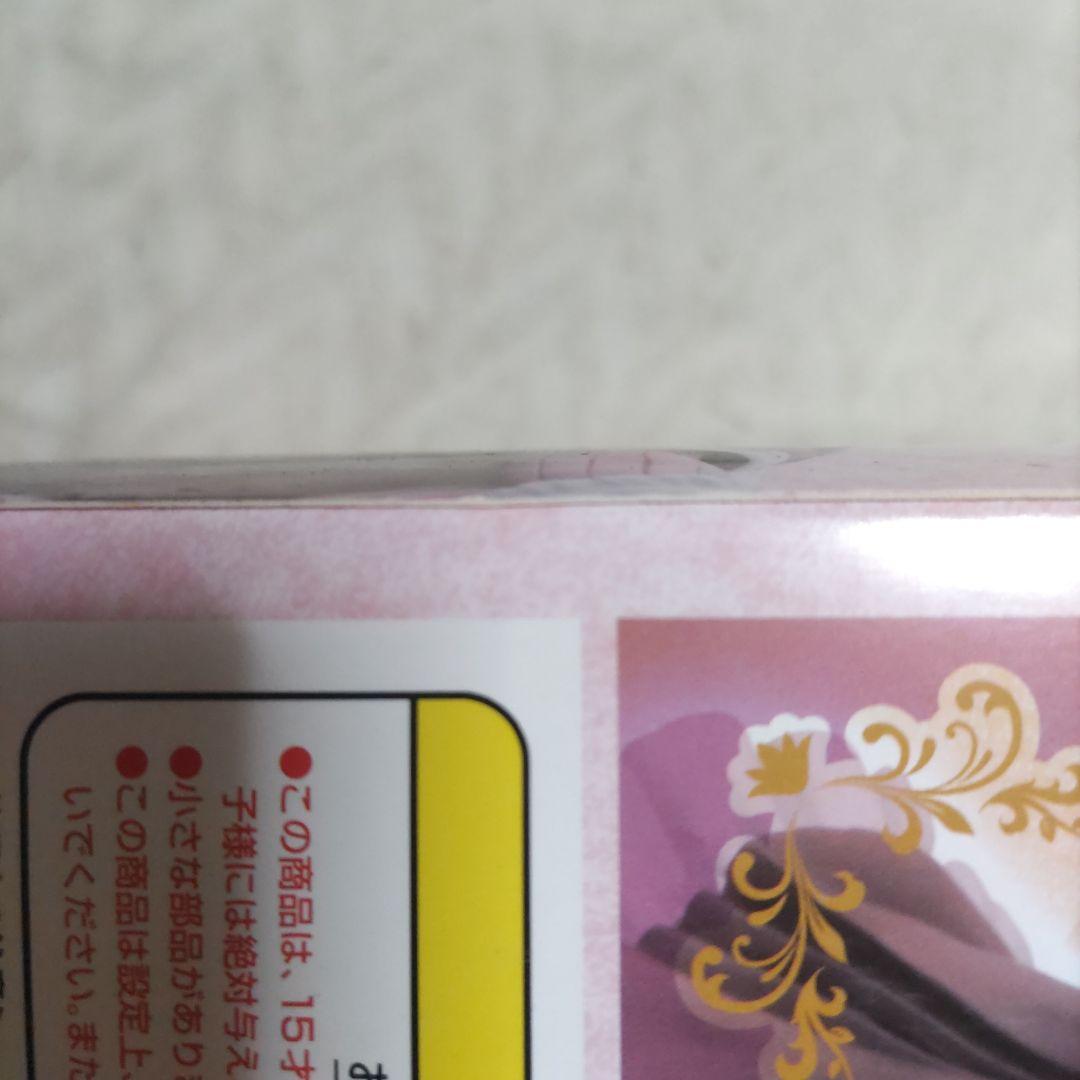 ●この商品は、15才
子様には絶対与え
●小さな部品があり
●この商品は設定上、
いてください。また